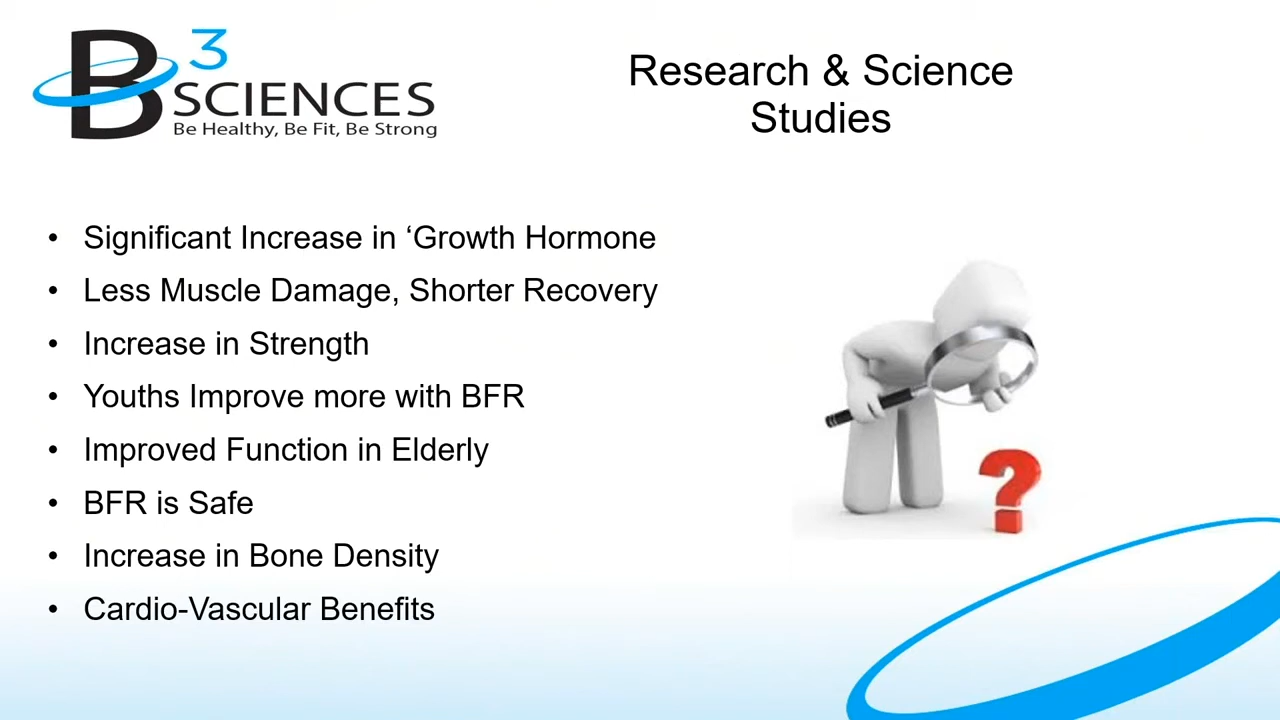 B3 SCIENCES
Be Healthy, Be Fit, Be Strong
Research & Science
Studies
• Significant Increase in ‘Growth Hormone
• Less Muscle Damage, Shorter Recovery
• Increase in Strength
• Youths Improve more with BFR
• Improved Function in Elderly
• BFR is Safe
• Increase in Bone Density
• Cardio-Vascular Benefits
?